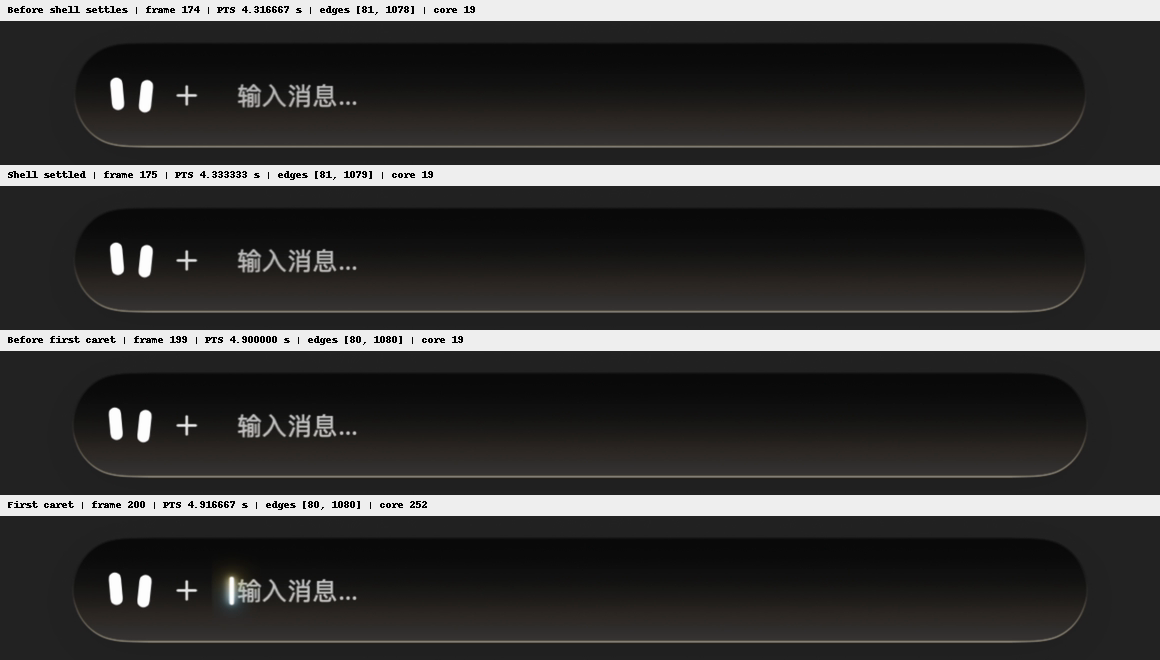 Before shell settles | frame 174 | PTS 4.316667 s | edges [81, 1078] | core 19
+ 输入消息...
Shell settled | frame 175 | PTS 4.333333 s | edges [81, 1079] | core 19
+ 输入消息...
Before first caret | frame 199 | PTS 4.900000 s | edges [80, 1080] | core 19
+ 输入消息...
First caret | frame 200 | PTS 4.916667 s | edges [80, 1080] | core 252
+ 输入消息...